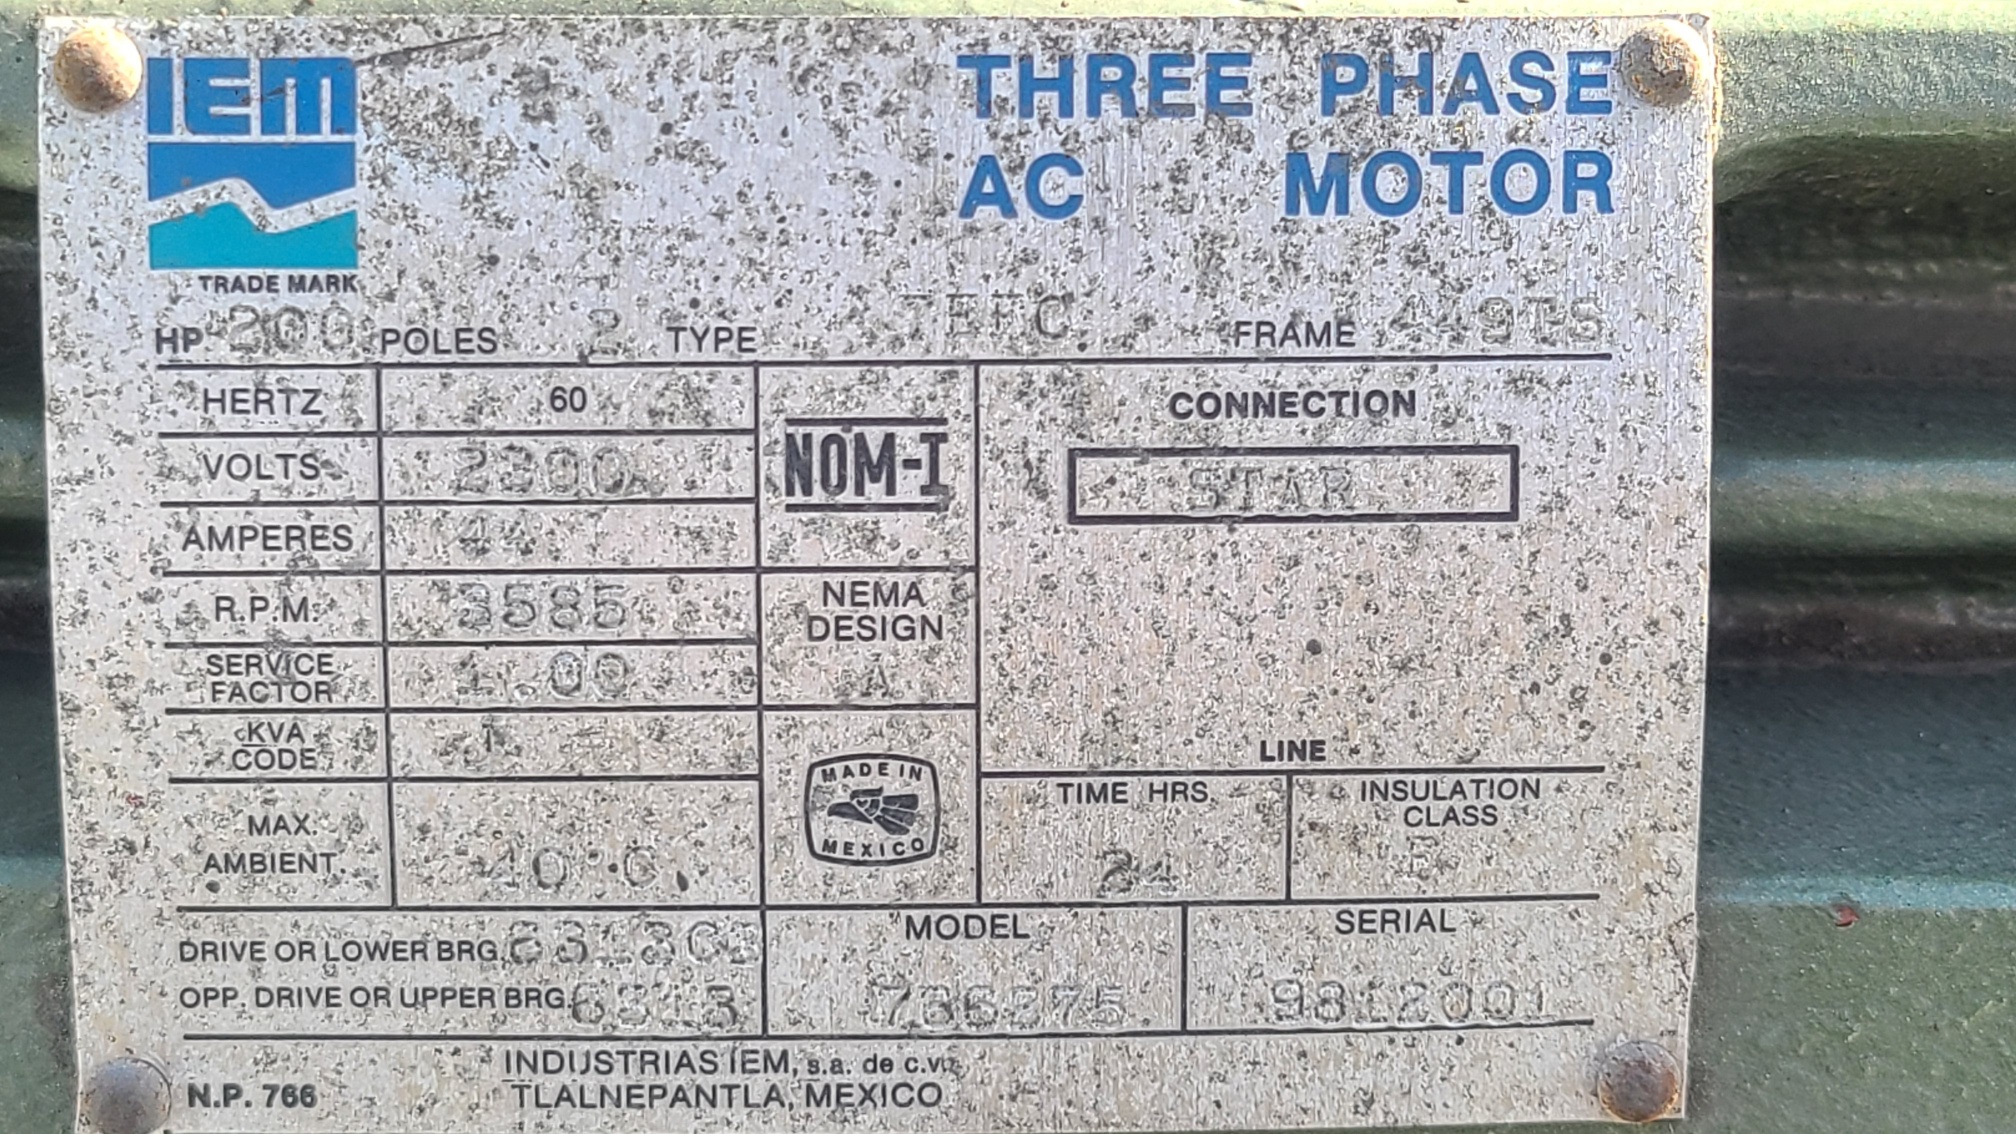 IEM
THREE PHASE
AC MOTOR
TRADE MARK
HP 200 POLES 2 TYPE TEFC FRAME 449TS
HERTZ 60
VOLTS 2300
AMPERES 44
R.P.M. 3585
SERVICE FACTOR 1.00
KVA CODE
MAX. AMBIENT. 40°C.
NOM-I
NEMA DESIGN
A
MADE IN
MEXICO
CONNECTION
STAR
LINE
TIME HRS.
24
INSULATION
CLASS
DRIVE OR LOWER BRG.
OPP. DRIVE OR UPPER BRG. 6313
MODEL
SERIAL
9812001
INDUSTRIAS IEM, s.a. de c.v.
N.P. 766 TLALNEPANTLA, MEXICO